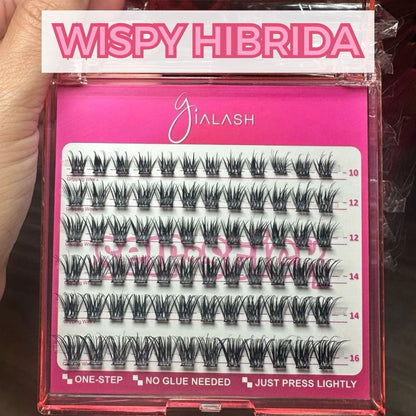 WISPY HIBRIDA
giALASH
10
12
12
14
14
16
ONE-STEP NO GLUE NEEDED JUST PRESS LIGHTLY